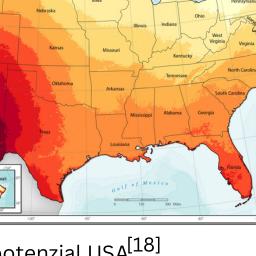 Nebraska
Iowa
Illinois
Indiana
Ohio
Pennsylvania
West
Virginia
Virginia
Kansas
Missouri
Kentucky
Tennessee
North Carolina
Oklahoma
Arkansas
South Carolina
Mississippi
Alabama
Georgia
Texas
Louisiana
Florida
Gulf of Mexico
potenzial USA[18]